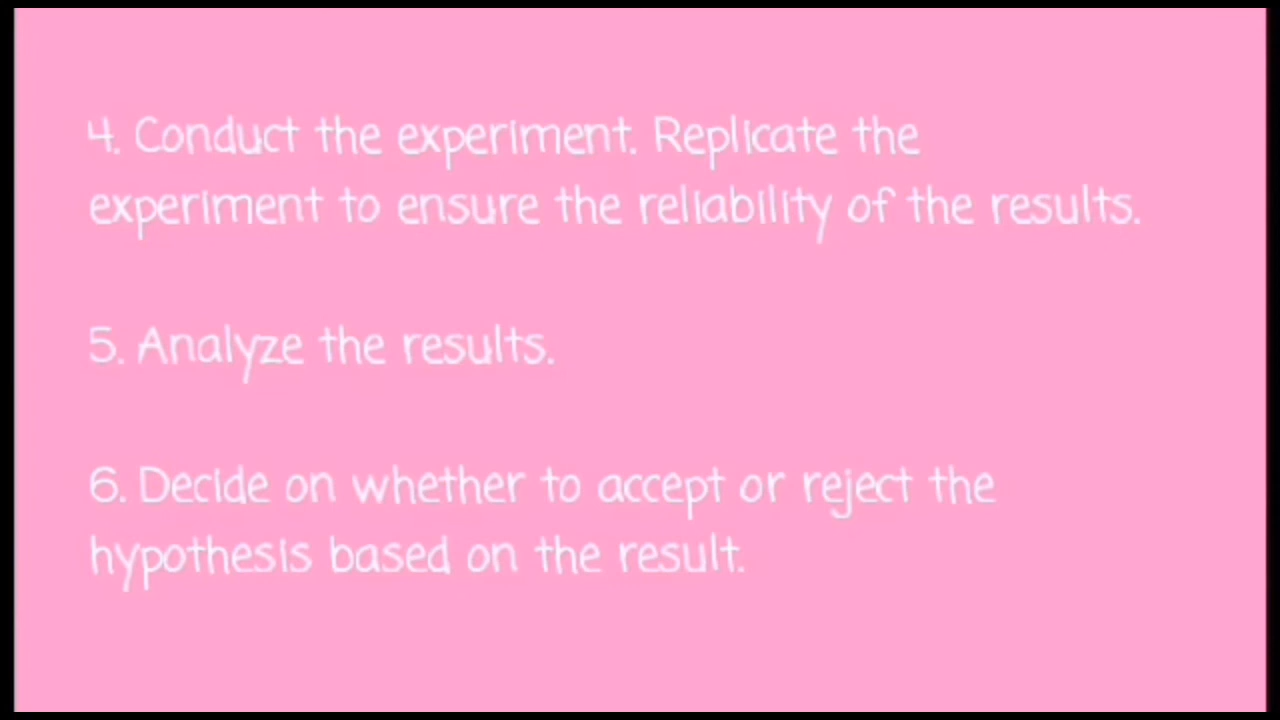 4. Conduct the experiment. Replicate the
experiment to ensure the reliability of the results.
5. Analyze the results.
6. Decide on whether to accept or reject the
hypothesis based on the result.